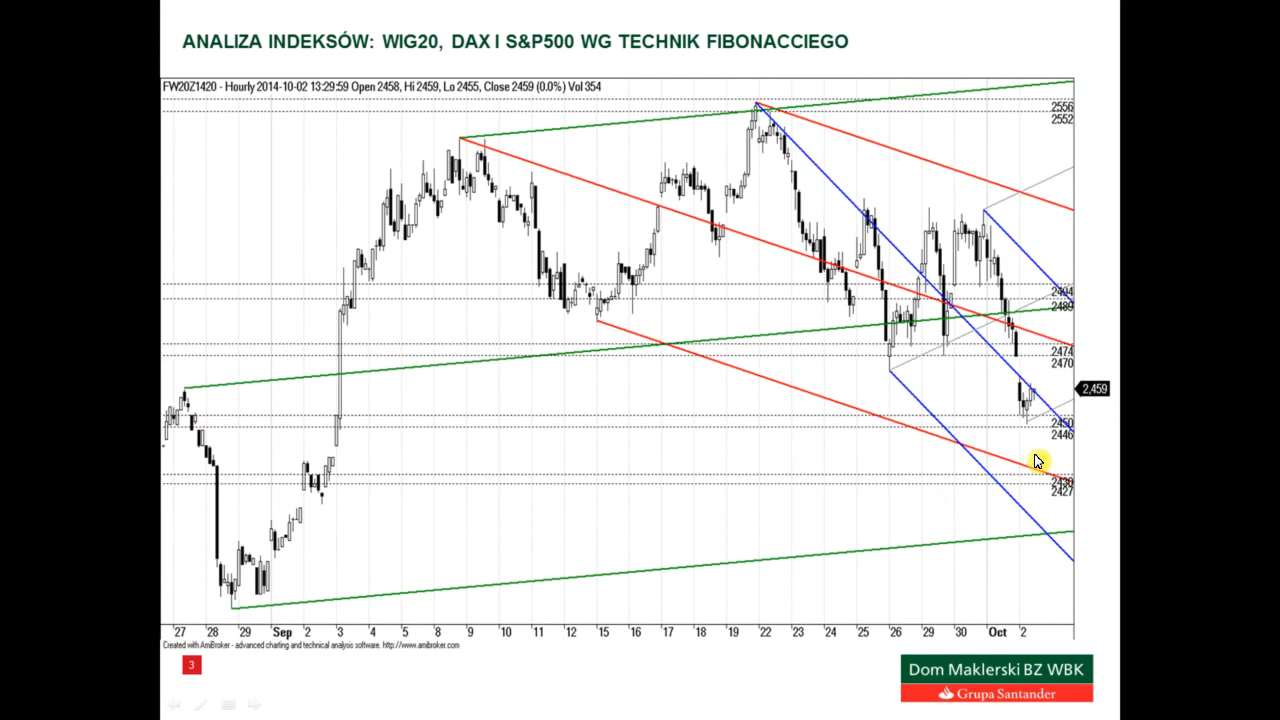 ANALIZA INDEKSÓW: WIG20, DAX I S&P500 WG TECHNIK FIBONACCIEGO
FW20Z1420 - Hourly 2014-10-02 13:29:59 Open 2458, Hi 2459, Lo 2455, Close 2459 (0.0%) Vol 354
2556
2552
2494
2489
2474
2470
2,459
2450
2446
2430
2427
27 28 29 Sep 2 3 4 5 8 9 10 11 12 15 16 17 18 19 22 23 24 25 26 29 30 Oct 2
Created with AmiBroker - advanced charting and technical analysis software. http://www.amibroker.com
3
Dom Maklerski BZ WBK
Grupa Santander